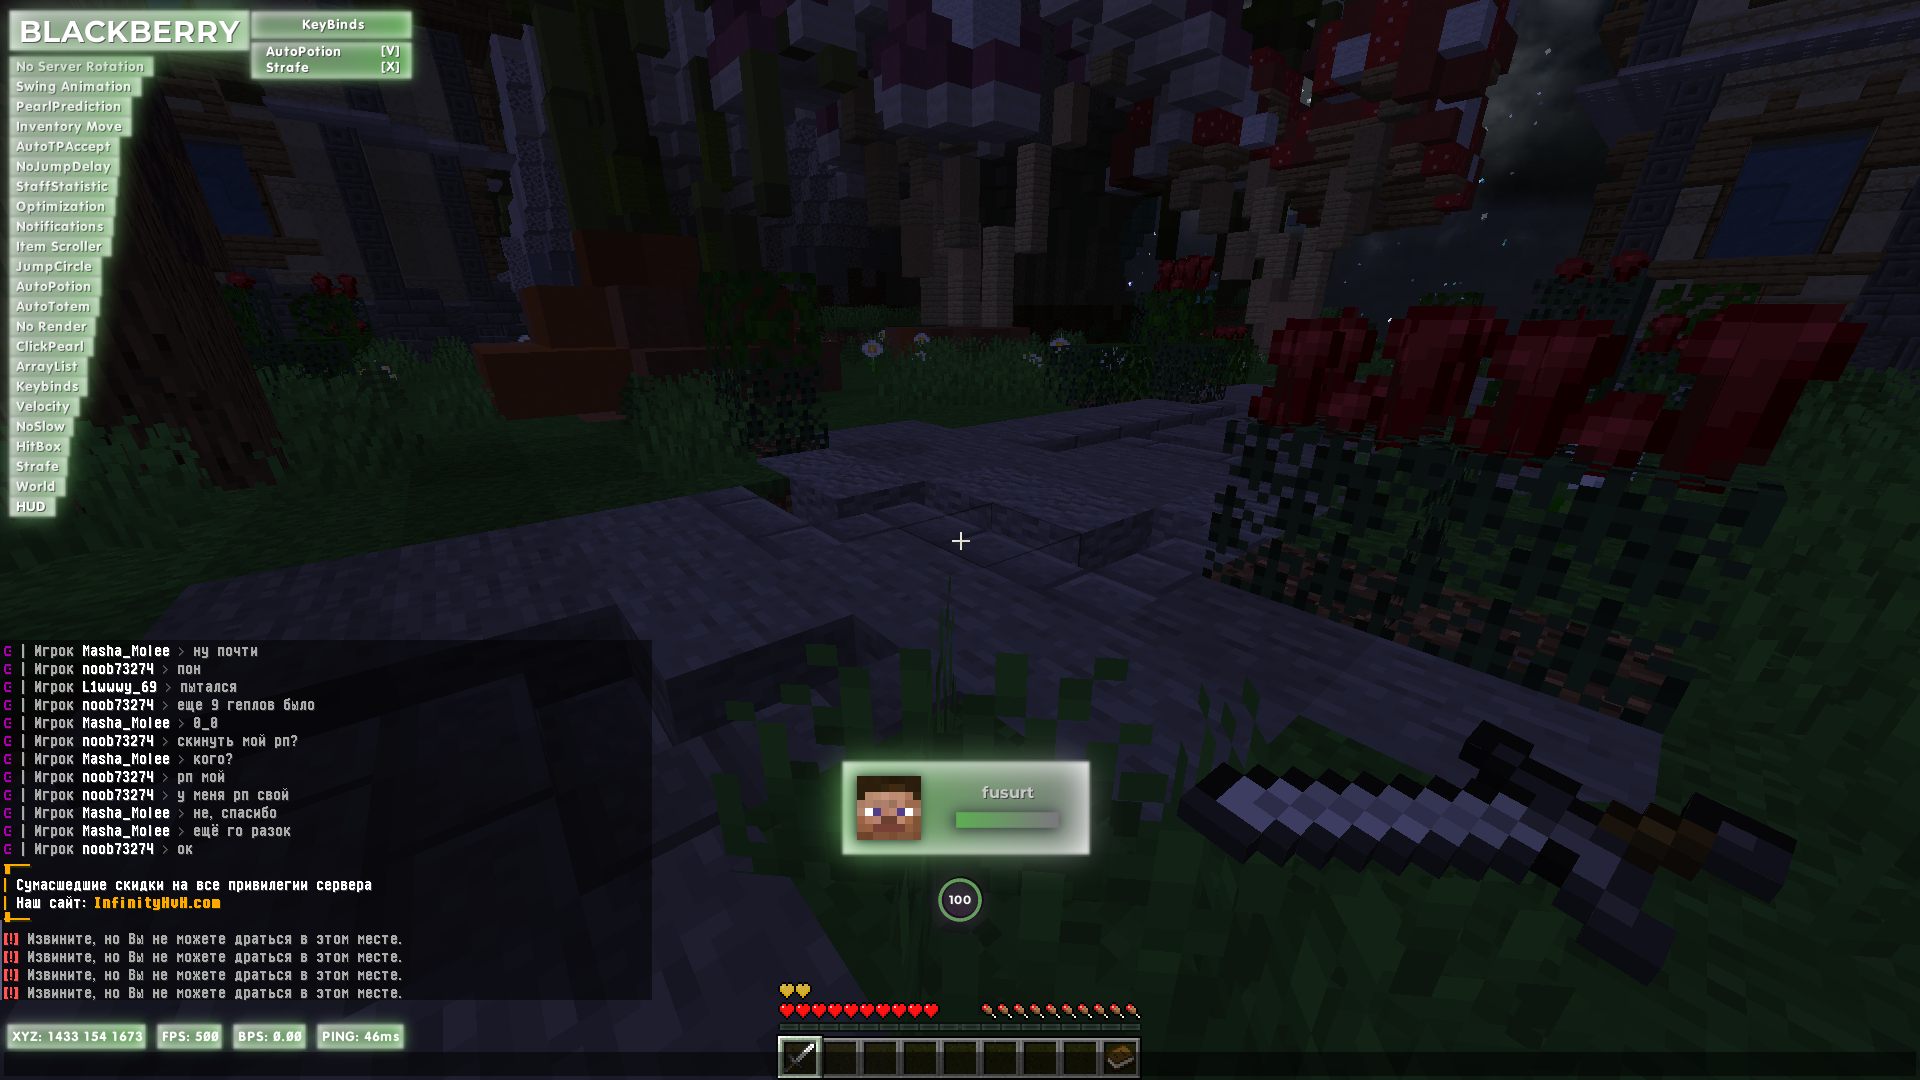 BLACKBERRY
KeyBinds
AutoPotion [V]
Strafe [X]
No Server Rotation
Swing Animation
PearlPrediction
Inventory Move
AutoTPAccept
NoJumpDelay
StaffStatistic
Optimization
Notifications
Item Scroller
JumpCircle
AutoPotion
AutoTotem
No Render
ClickPearl
ArrayList
Keybinds
Velocity
NoSlow
HitBox
Strafe
World
HUD
G | Игрок Masha_Molee > ну почти
G | Игрок noob73274 > пон
G | Игрок L1wwwy_69 > пытался
G | Игрок noob73274 > еще 9 геплов было
G | Игрок Masha_Molee > 0_0
G | Игрок noob73274 > скинуть мой рп?
G | Игрок Masha_Molee > кого?
G | Игрок noob73274 > рп мой
G | Игрок noob73274 > у меня рп свой
G | Игрок Masha_Molee > не, спасибо
G | Игрок Masha_Molee > ещё го разок
G | Игрок noob73274 > ок
Сумасшедшие скидки на все привилегии сервера
Наш сайт: InfinityHvH.com
[!] Извините, но Вы не можете драться в этом месте.
[!] Извините, но Вы не можете драться в этом месте.
[!] Извините, но Вы не можете драться в этом месте.
[!] Извините, но Вы не можете драться в этом месте.
fusurt
100
XYZ: 1433 154 1673 FPS: 500 BPS: 0.00 PING: 46ms